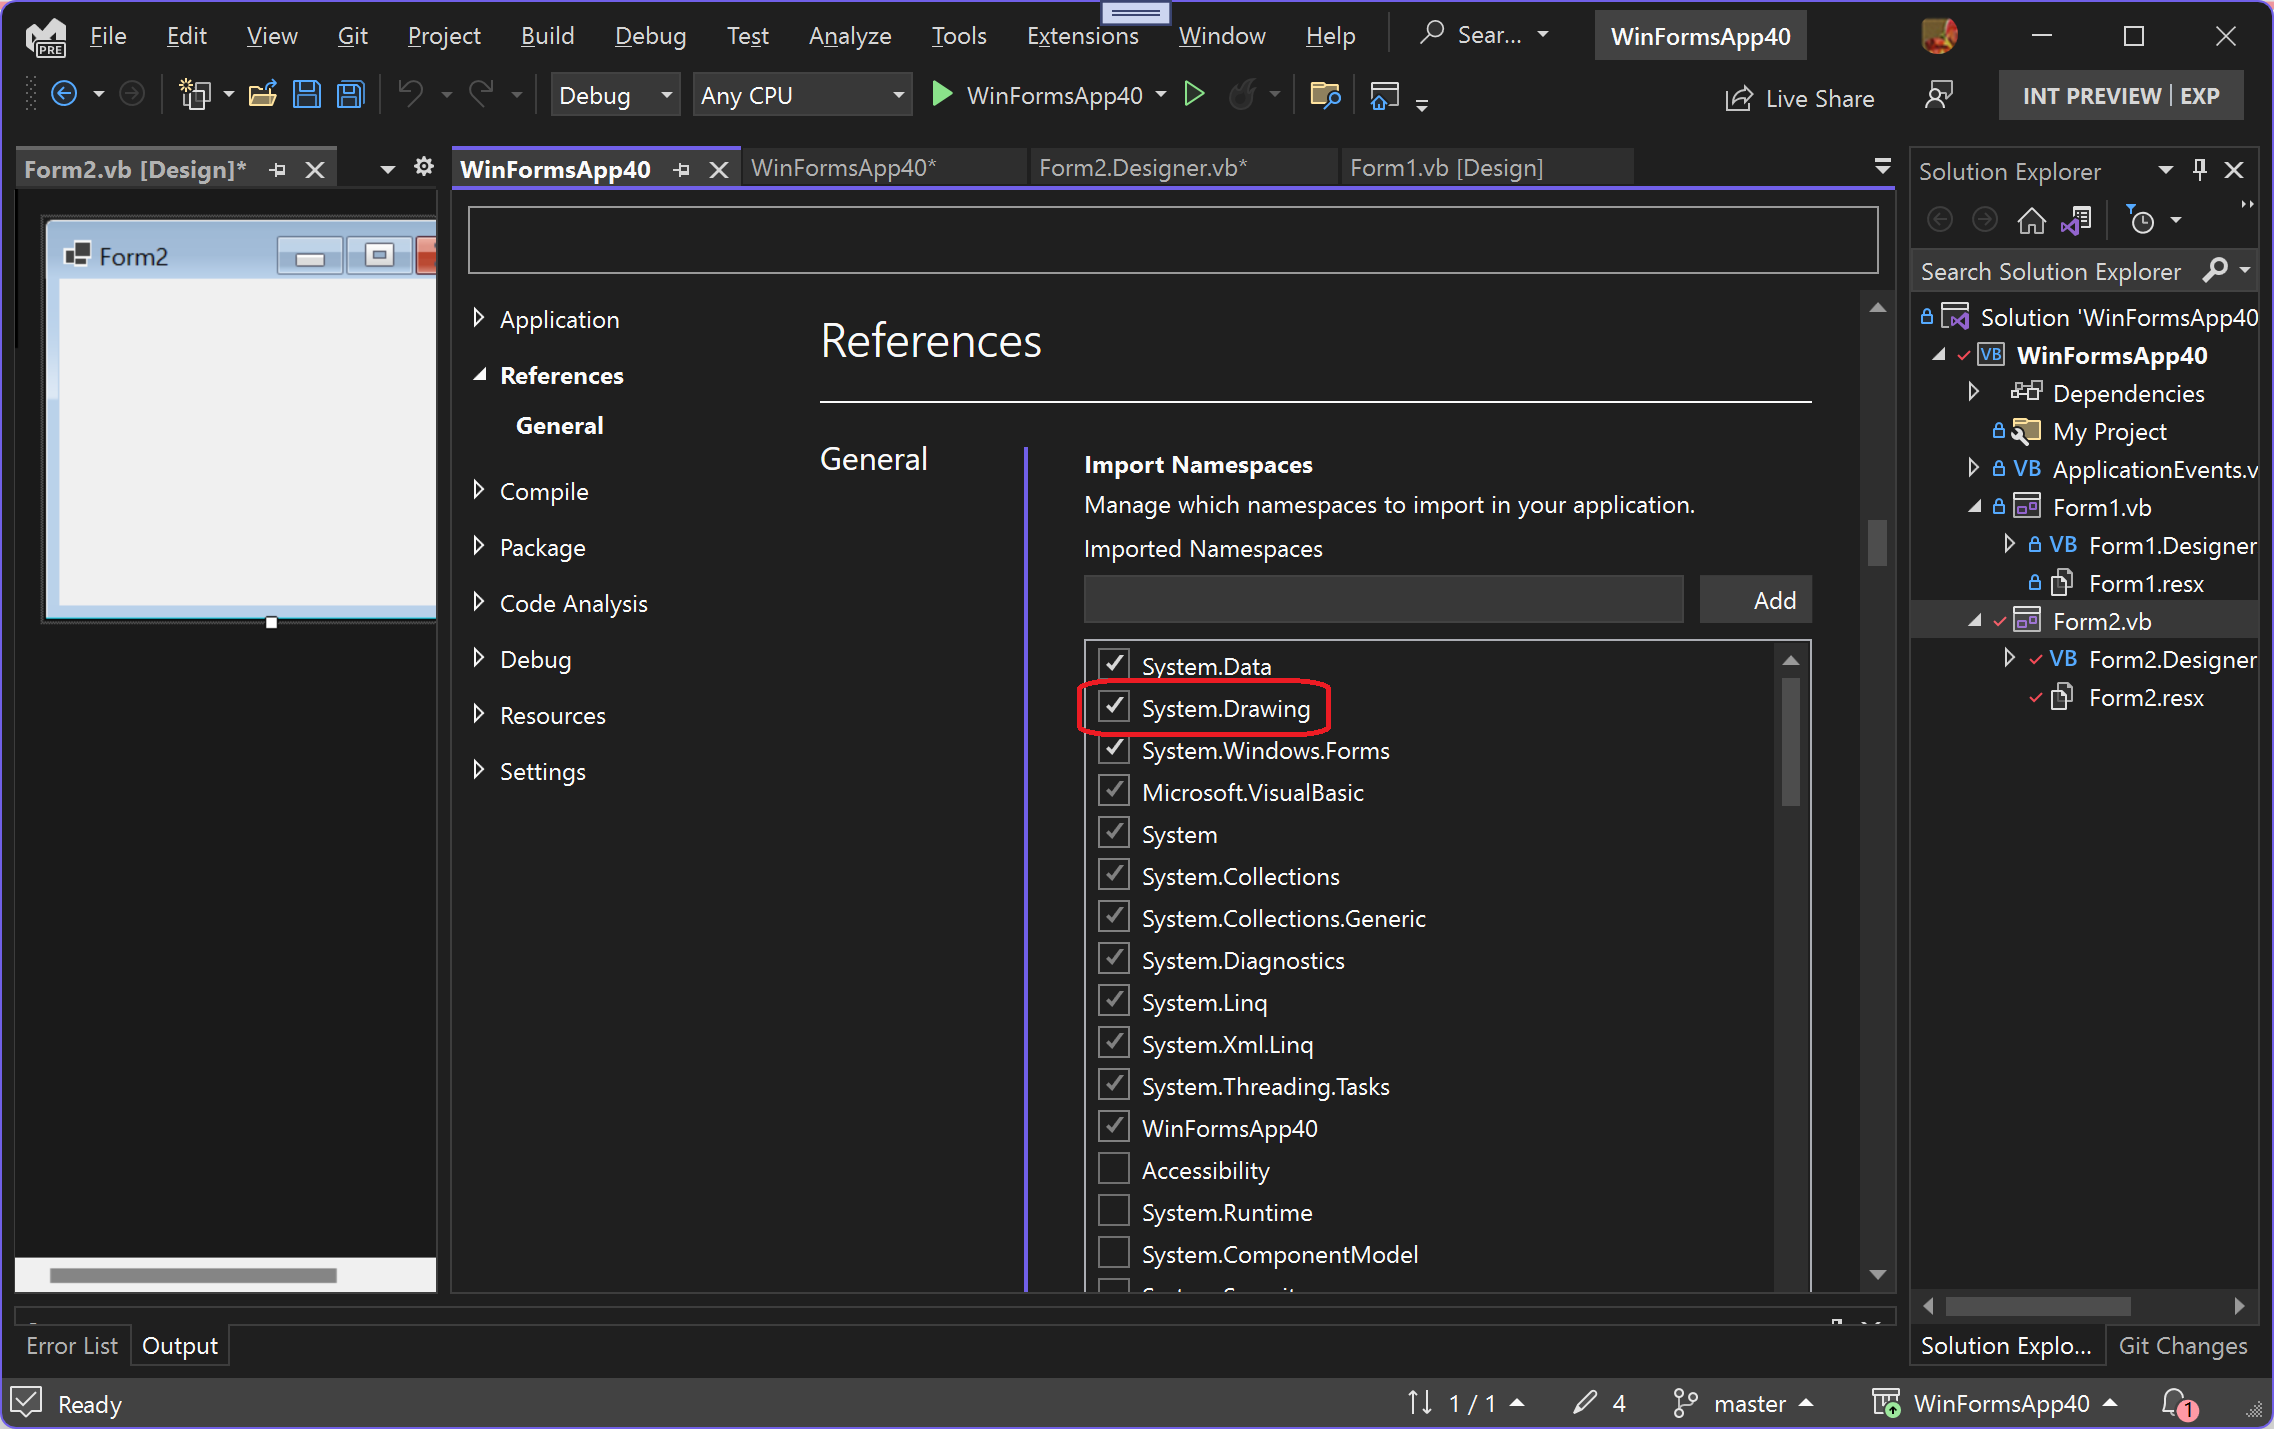 PRE
File Edit View Git Project Build Debug Test Analyze Tools Extensions Window Help Sear... WinFormsApp40
Debug Any CPU WinFormsApp40 Live Share INT PREVIEW | EXP
Form2.vb [Design]*
WinFormsApp40 WinFormsApp40* Form2.Designer.vb* Form1.vb [Design]
Form2
Application
References
General
Compile
Package
Code Analysis
Debug
Resources
Settings
References
General
Import Namespaces
Manage which namespaces to import in your application.
Imported Namespaces
Add
System.Data
System.Drawing
System.Windows.Forms
Microsoft.VisualBasic
System
System.Collections
System.Collections.Generic
System.Diagnostics
System.Linq
System.Xml.Linq
System.Threading.Tasks
WinFormsApp40
Accessibility
System.Runtime
System.ComponentModel
Solution Explorer
Search Solution Explorer
Solution 'WinFormsApp40
VB WinFormsApp40
Dependencies
My Project
VB ApplicationEvents.v
Form1.vb
VB Form1.Designer
Form1.resx
Form2.vb
VB Form2.Designer
Form2.resx
Solution Explo... Git Changes
Error List Output
Ready 1 / 1 4 master WinFormsApp40 1